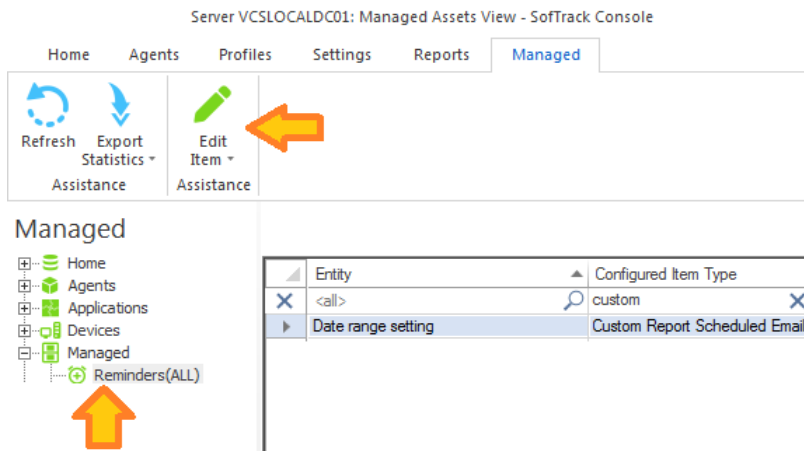 Server VCSLOCALDC01: Managed Assets View - SofTrack Console
Home Agents Profiles Settings Reports Managed
Refresh Export Statistics Edit Item
Assistance Assistance
Managed
Home
Agents
Applications
Devices
Managed
Reminders(ALL)
Entity Configured Item Type
<all> custom
Date range setting Custom Report Scheduled Email